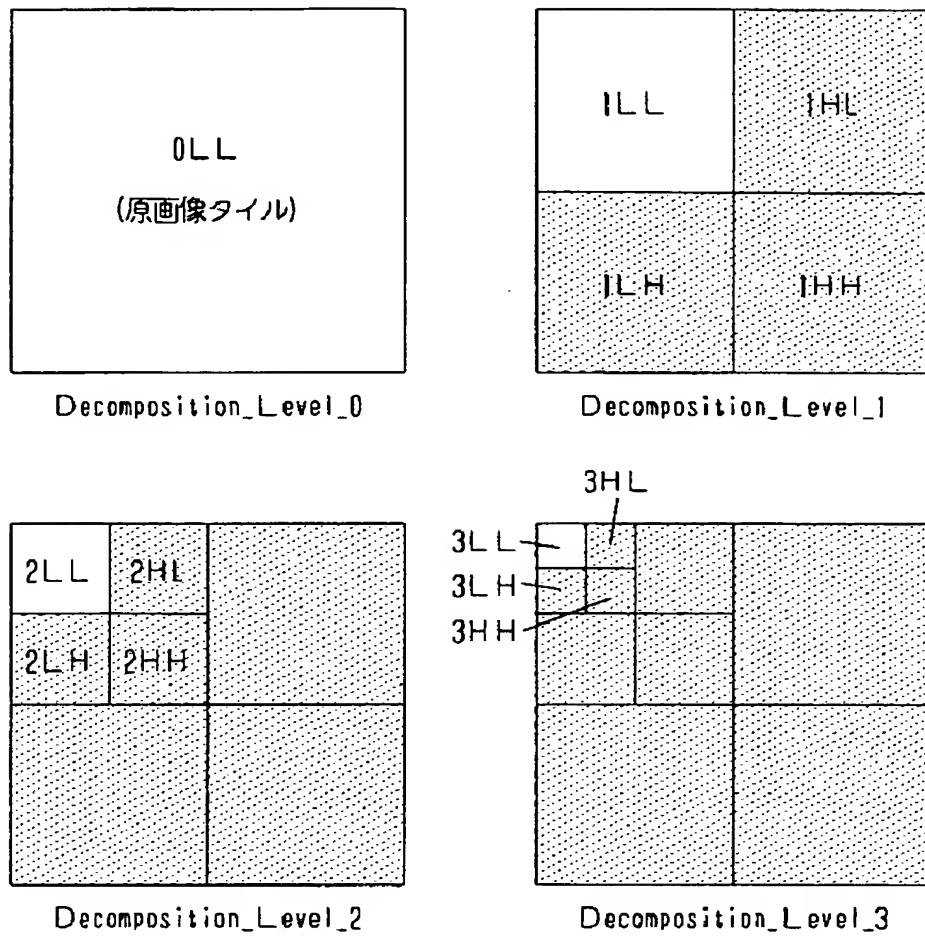 0LL
(原画像タイル)
Decomposition_Level_0
1LL 1HL
1LH 1HH
Decomposition_Level_1
2LL 2HL
2LH 2HH
Decomposition_Level_2
3HL
3LL
3LH
3HH
Decomposition_Level_3